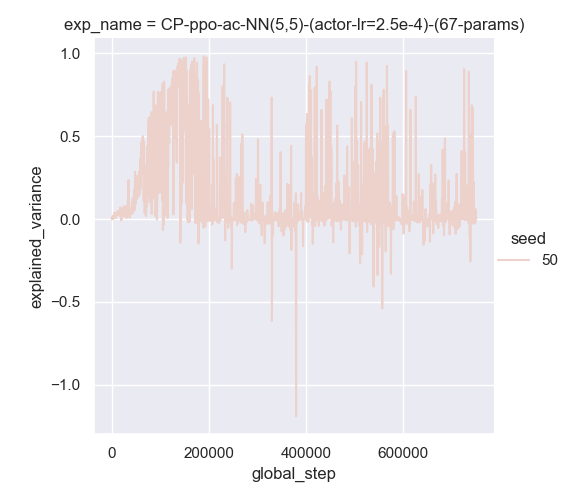 exp_name = CP-ppo-ac-NN(5,5)-(actor-lr=2.5e-4)-(67-params)
1.0
0.5
0.0
−0.5
−1.0
explained_variance
0
200000
400000
600000
global_step
seed
50